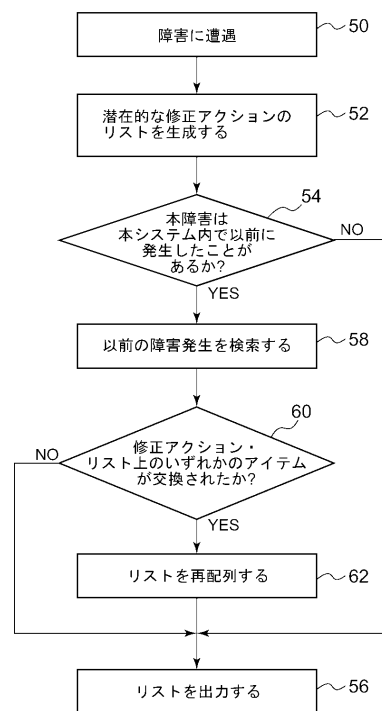 障害に遭遇
50
潜在的な修正アクションの
リストを生成する
52
54
本障害は
本システム内で以前に
発生したことが
あるか?
NO
YES
以前の障害発生を検索する
58
60
修正アクション・
リスト上のいずれかのアイテム
が交換されたか?
NO
YES
リストを再配列する
62
リストを出力する
56